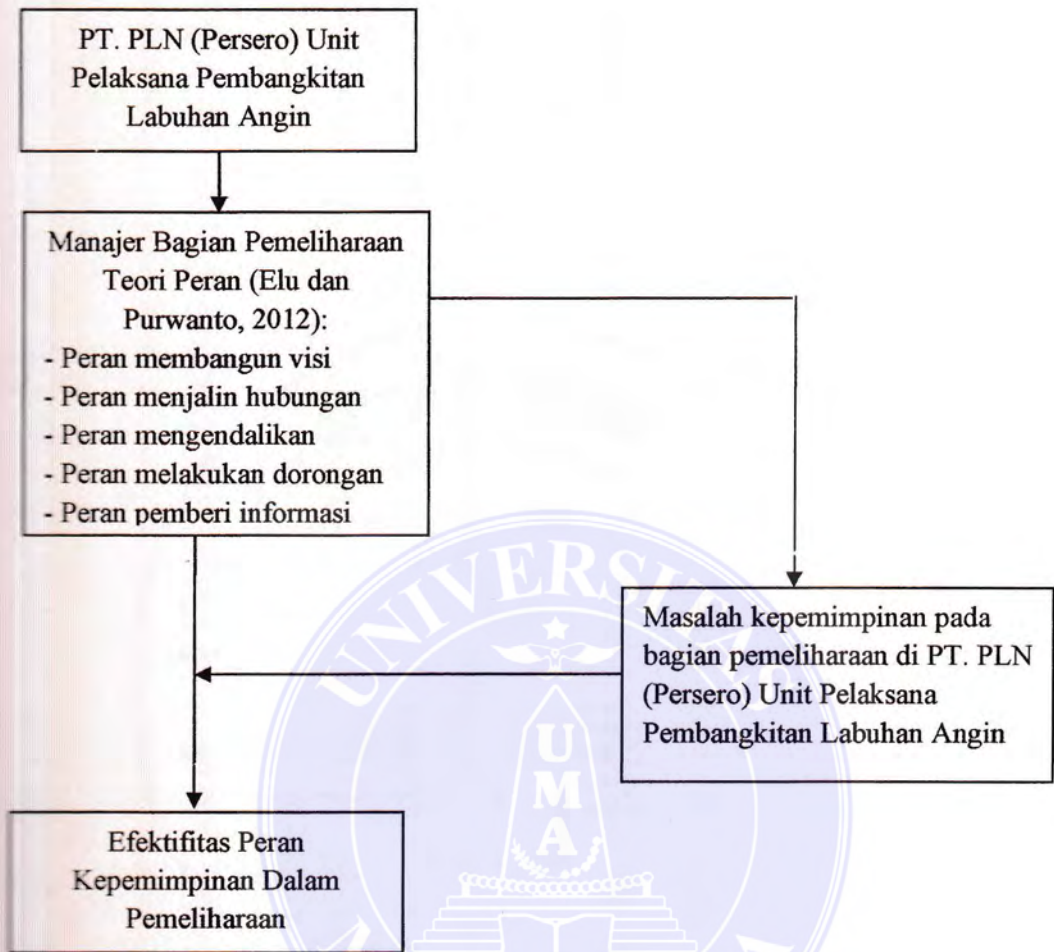 PT. PLN (Persero) Unit
Pelaksana Pembangkitan
Labuhan Angin
Manajer Bagian Pemeliharaan
Teori Peran (Elu dan
Purwanto, 2012):
- Peran membangun visi
- Peran menjalin hubungan
- Peran mengendalikan
- Peran melakukan dorongan
- Peran pemberi informasi
Masalah kepemimpinan pada
bagian pemeliharaan di PT. PLN
(Persero) Unit Pelaksana
Pembangkitan Labuhan Angin
Efektifitas Peran
Kepemimpinan Dalam
Pemeliharaan
UNIVERSITAS
UMA